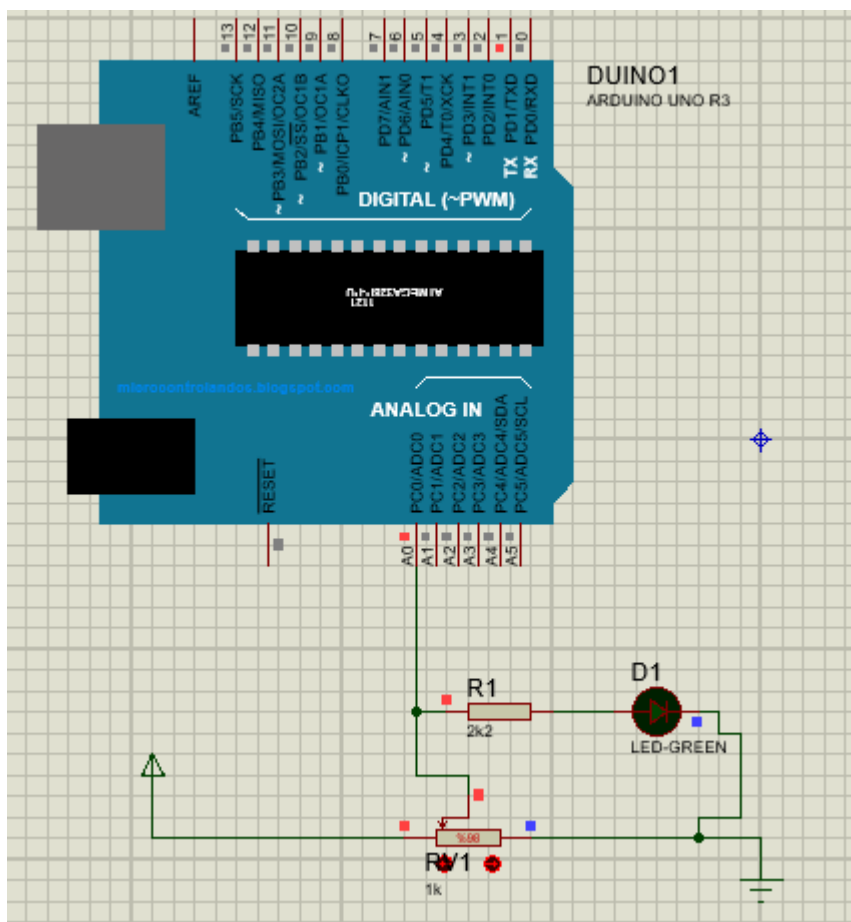 13
12
11
10
9
8
7
6
5
4
3
2
1
0
AREF
PB5/SCK
PB4/MISO
~ PB3/MOSI/OC2A
~ PB2/SS/OC1B
~ PB1/OC1A
PB0/ICP1/CLKO
PD7/AIN1
~ PD6/AIN0
~ PD5/T1
PD4/T0/XCK
~ PD3/INT1
PD2/INT0
TX PD1/TXD
RX PD0/RXD
DUINO1
ARDUINO UNO R3
DIGITAL (~PWM)
1121
microcontrolandos.blogspot.com
ANALOG IN
RESET
PC0/ADC0
PC1/ADC1
PC2/ADC2
PC3/ADC3
PC4/ADC4/SDA
PC5/ADC5/SCL
A0
A1
A2
A3
A4
A5
R1
2k2
D1
LED-GREEN
RV1
1k